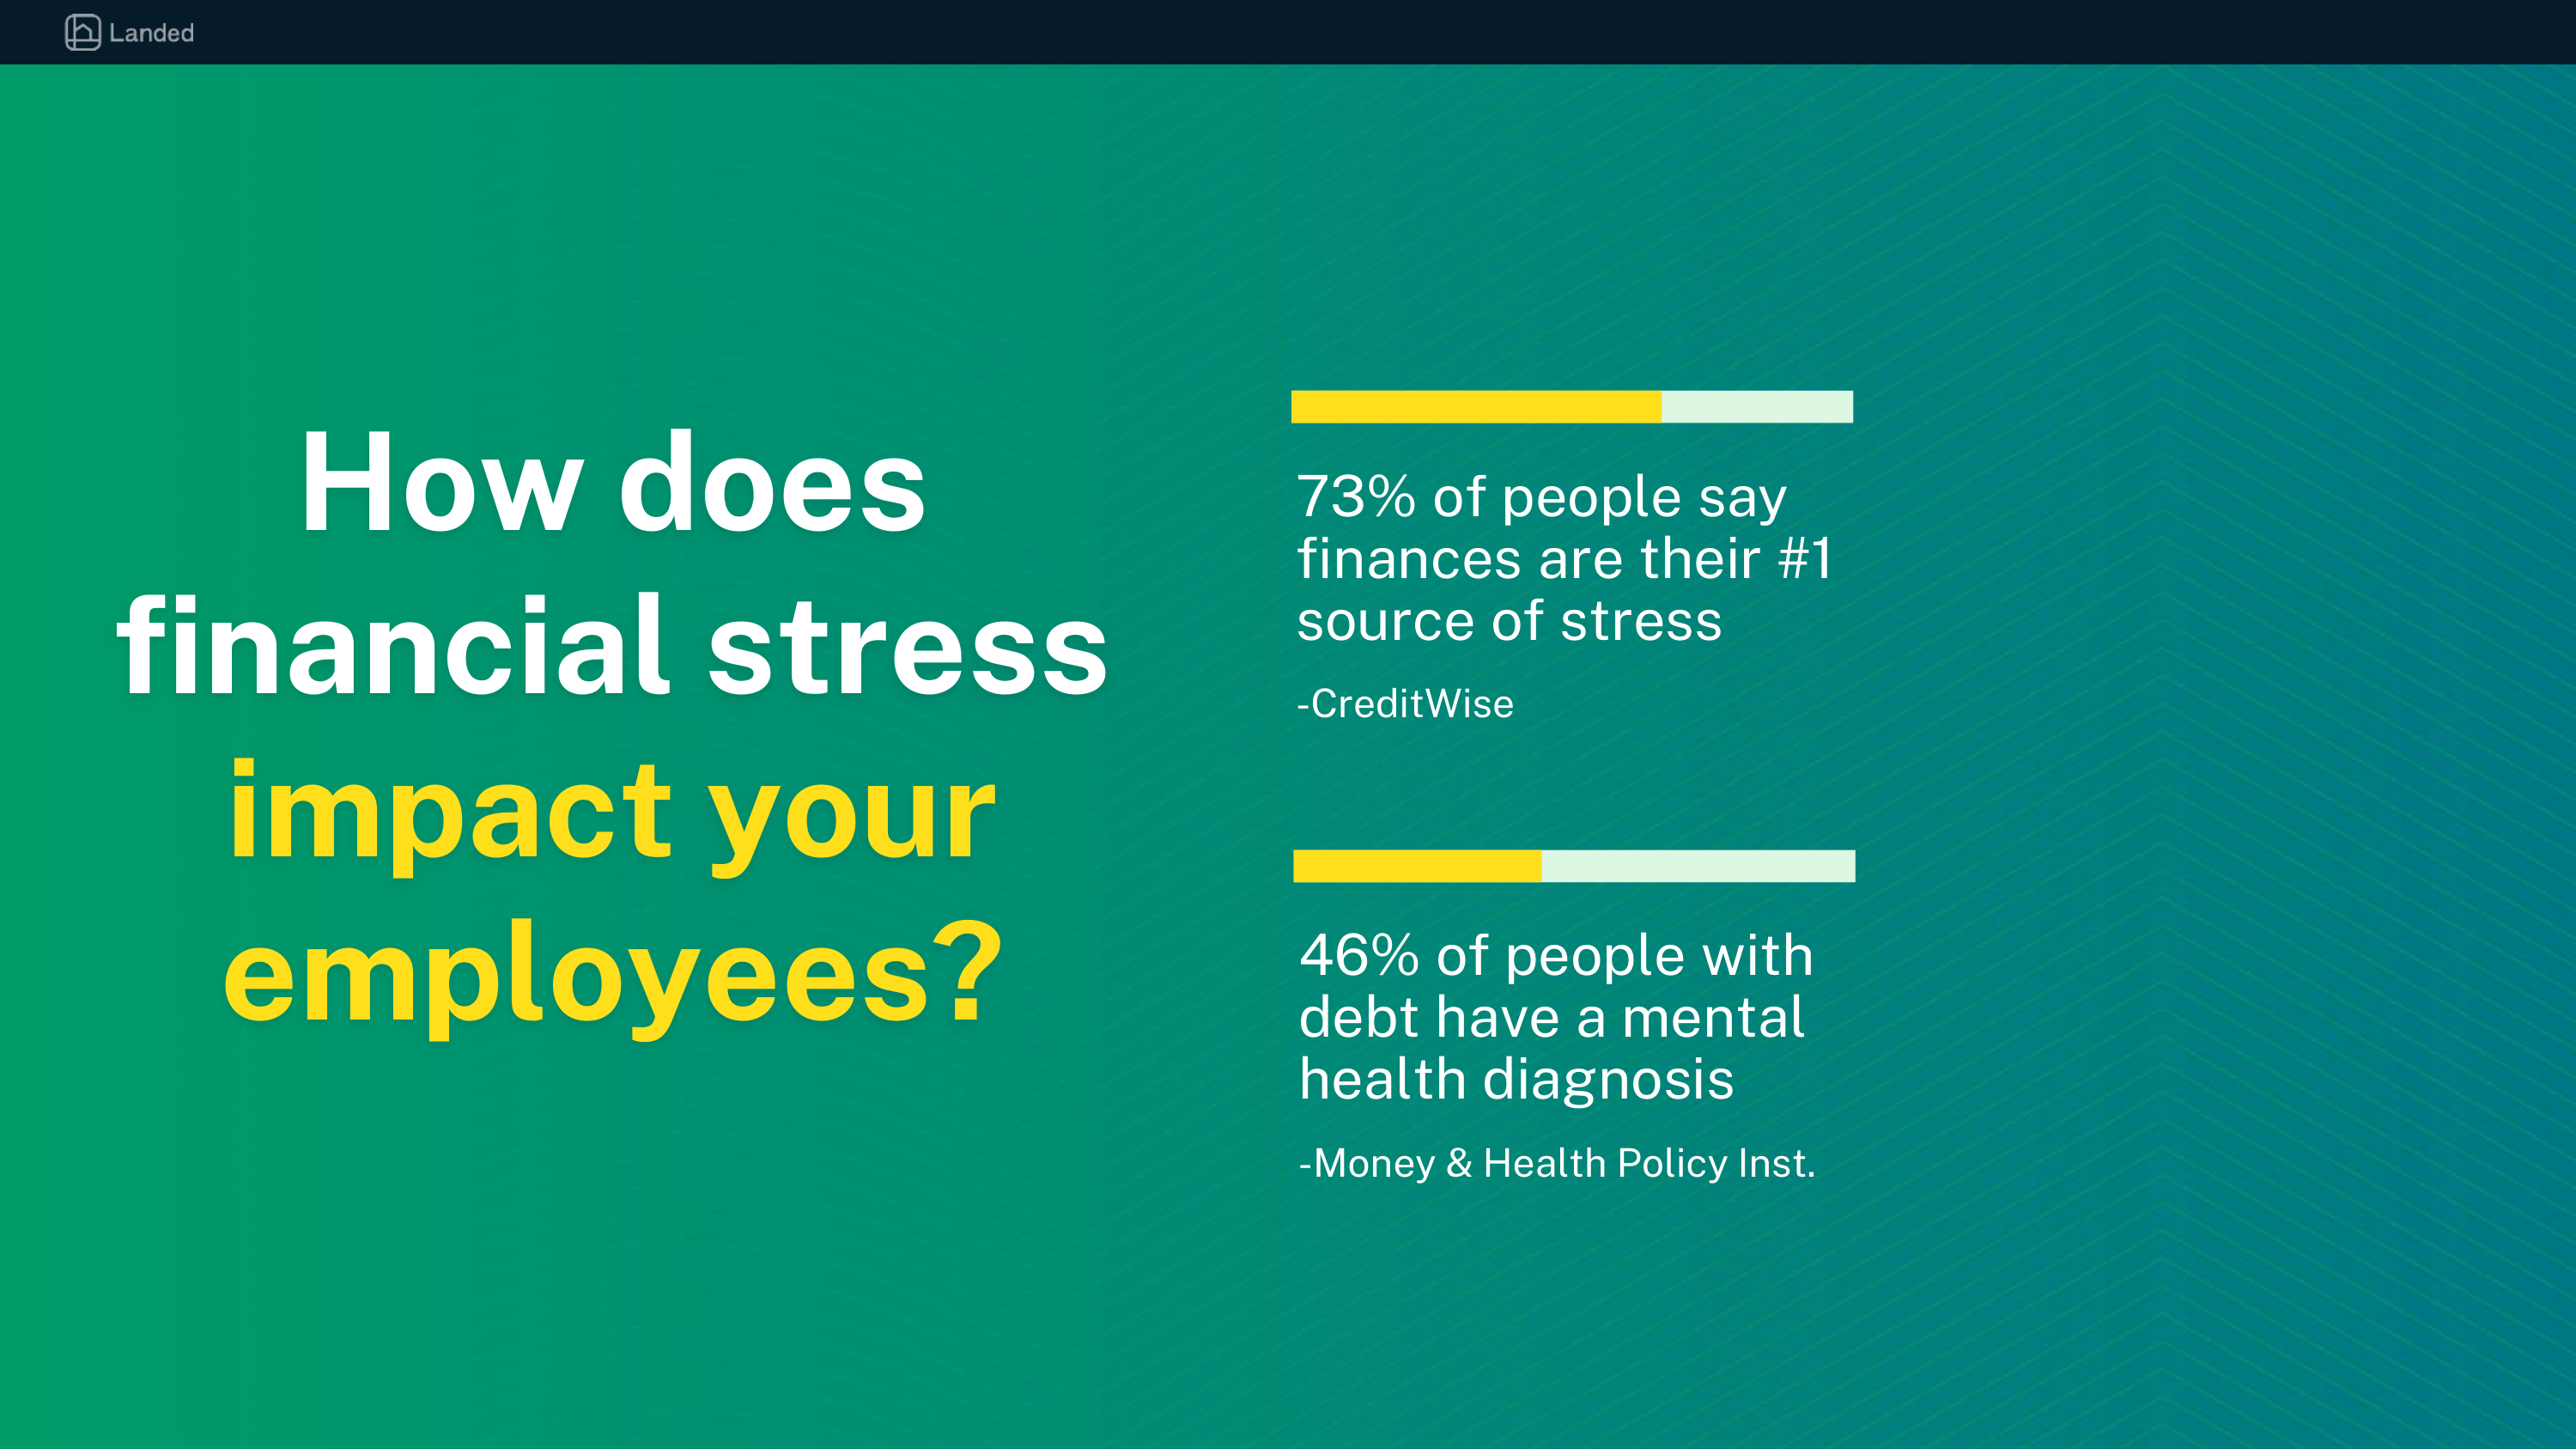 Landed
How does
financial stress
impact your
employees?
73% of people say
finances are their #1
source of stress
-CreditWise
46% of people with
debt have a mental
health diagnosis
-Money & Health Policy Inst.